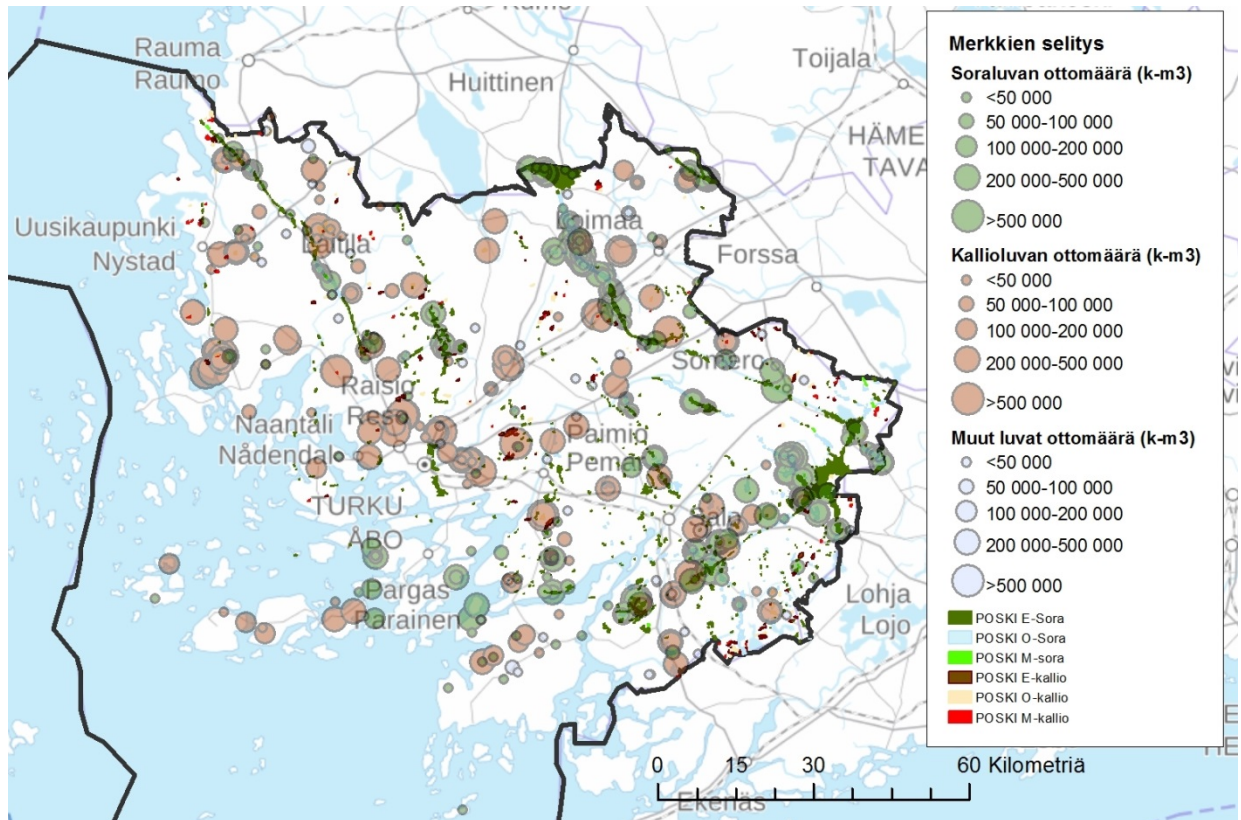 Rauma
Raumo
Huittinen
Toijala
HÄME
TAVA
Uusikaupunki
Nystad
Laitila
Loimaa
Forssa
Somero
Raisio
Reso
Naantali
Nådendal
Paimio
Pemar
TURKU
ÅBO
Salo
Pargas
Parainen
Lohja
Lojo
Ekenäs
Merkkien selitys
Soraluvan ottomäärä (k-m3)
<50 000
50 000-100 000
100 000-200 000
200 000-500 000
>500 000
Kallioluvan ottomäärä (k-m3)
<50 000
50 000-100 000
100 000-200 000
200 000-500 000
>500 000
Muut luvat ottomäärä (k-m3)
<50 000
50 000-100 000
100 000-200 000
200 000-500 000
>500 000
POSKI E-Sora
POSKI O-Sora
POSKI M-sora
POSKI E-kallio
POSKI O-kallio
POSKI M-kallio
0 15 30 60 Kilometriä